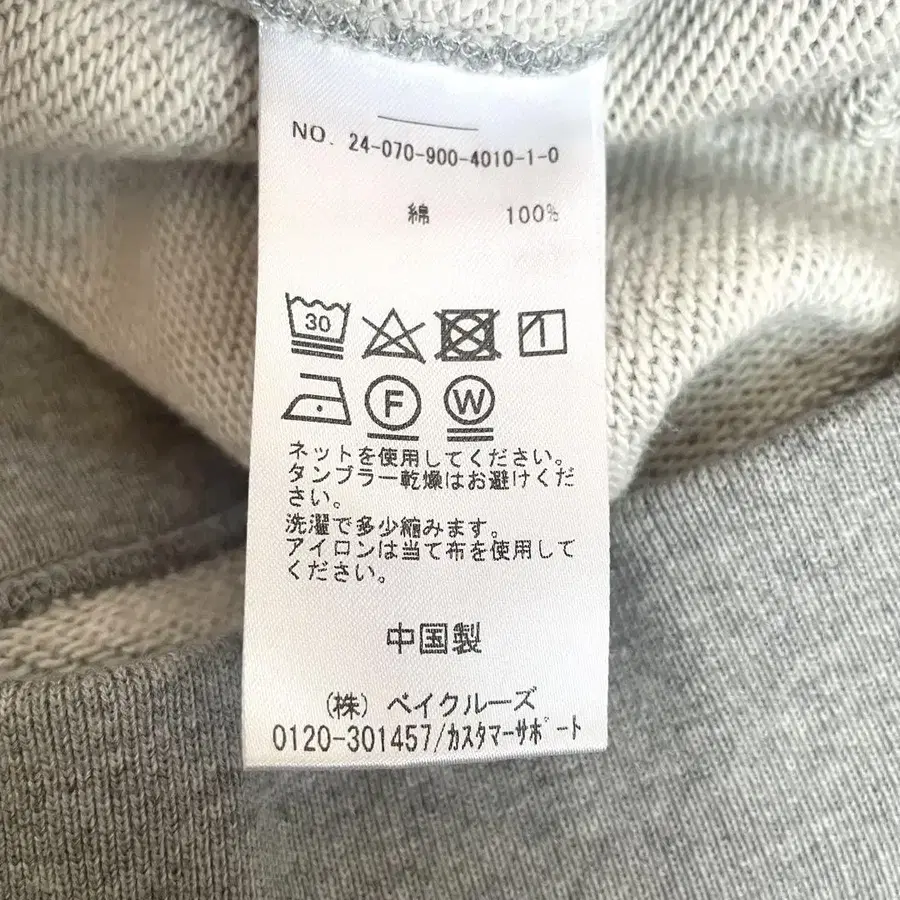 NO. 24-070-900-4010-1-0
綿 100%
30
F W
ネットを使用してください。
タンブラー乾燥はお避けくだ
さい。
洗濯で多少縮みます。
アイロンは当て布を使用して
ください。
中国製
(株) ベイクルーズ
0120-301457/カスタマーサポート